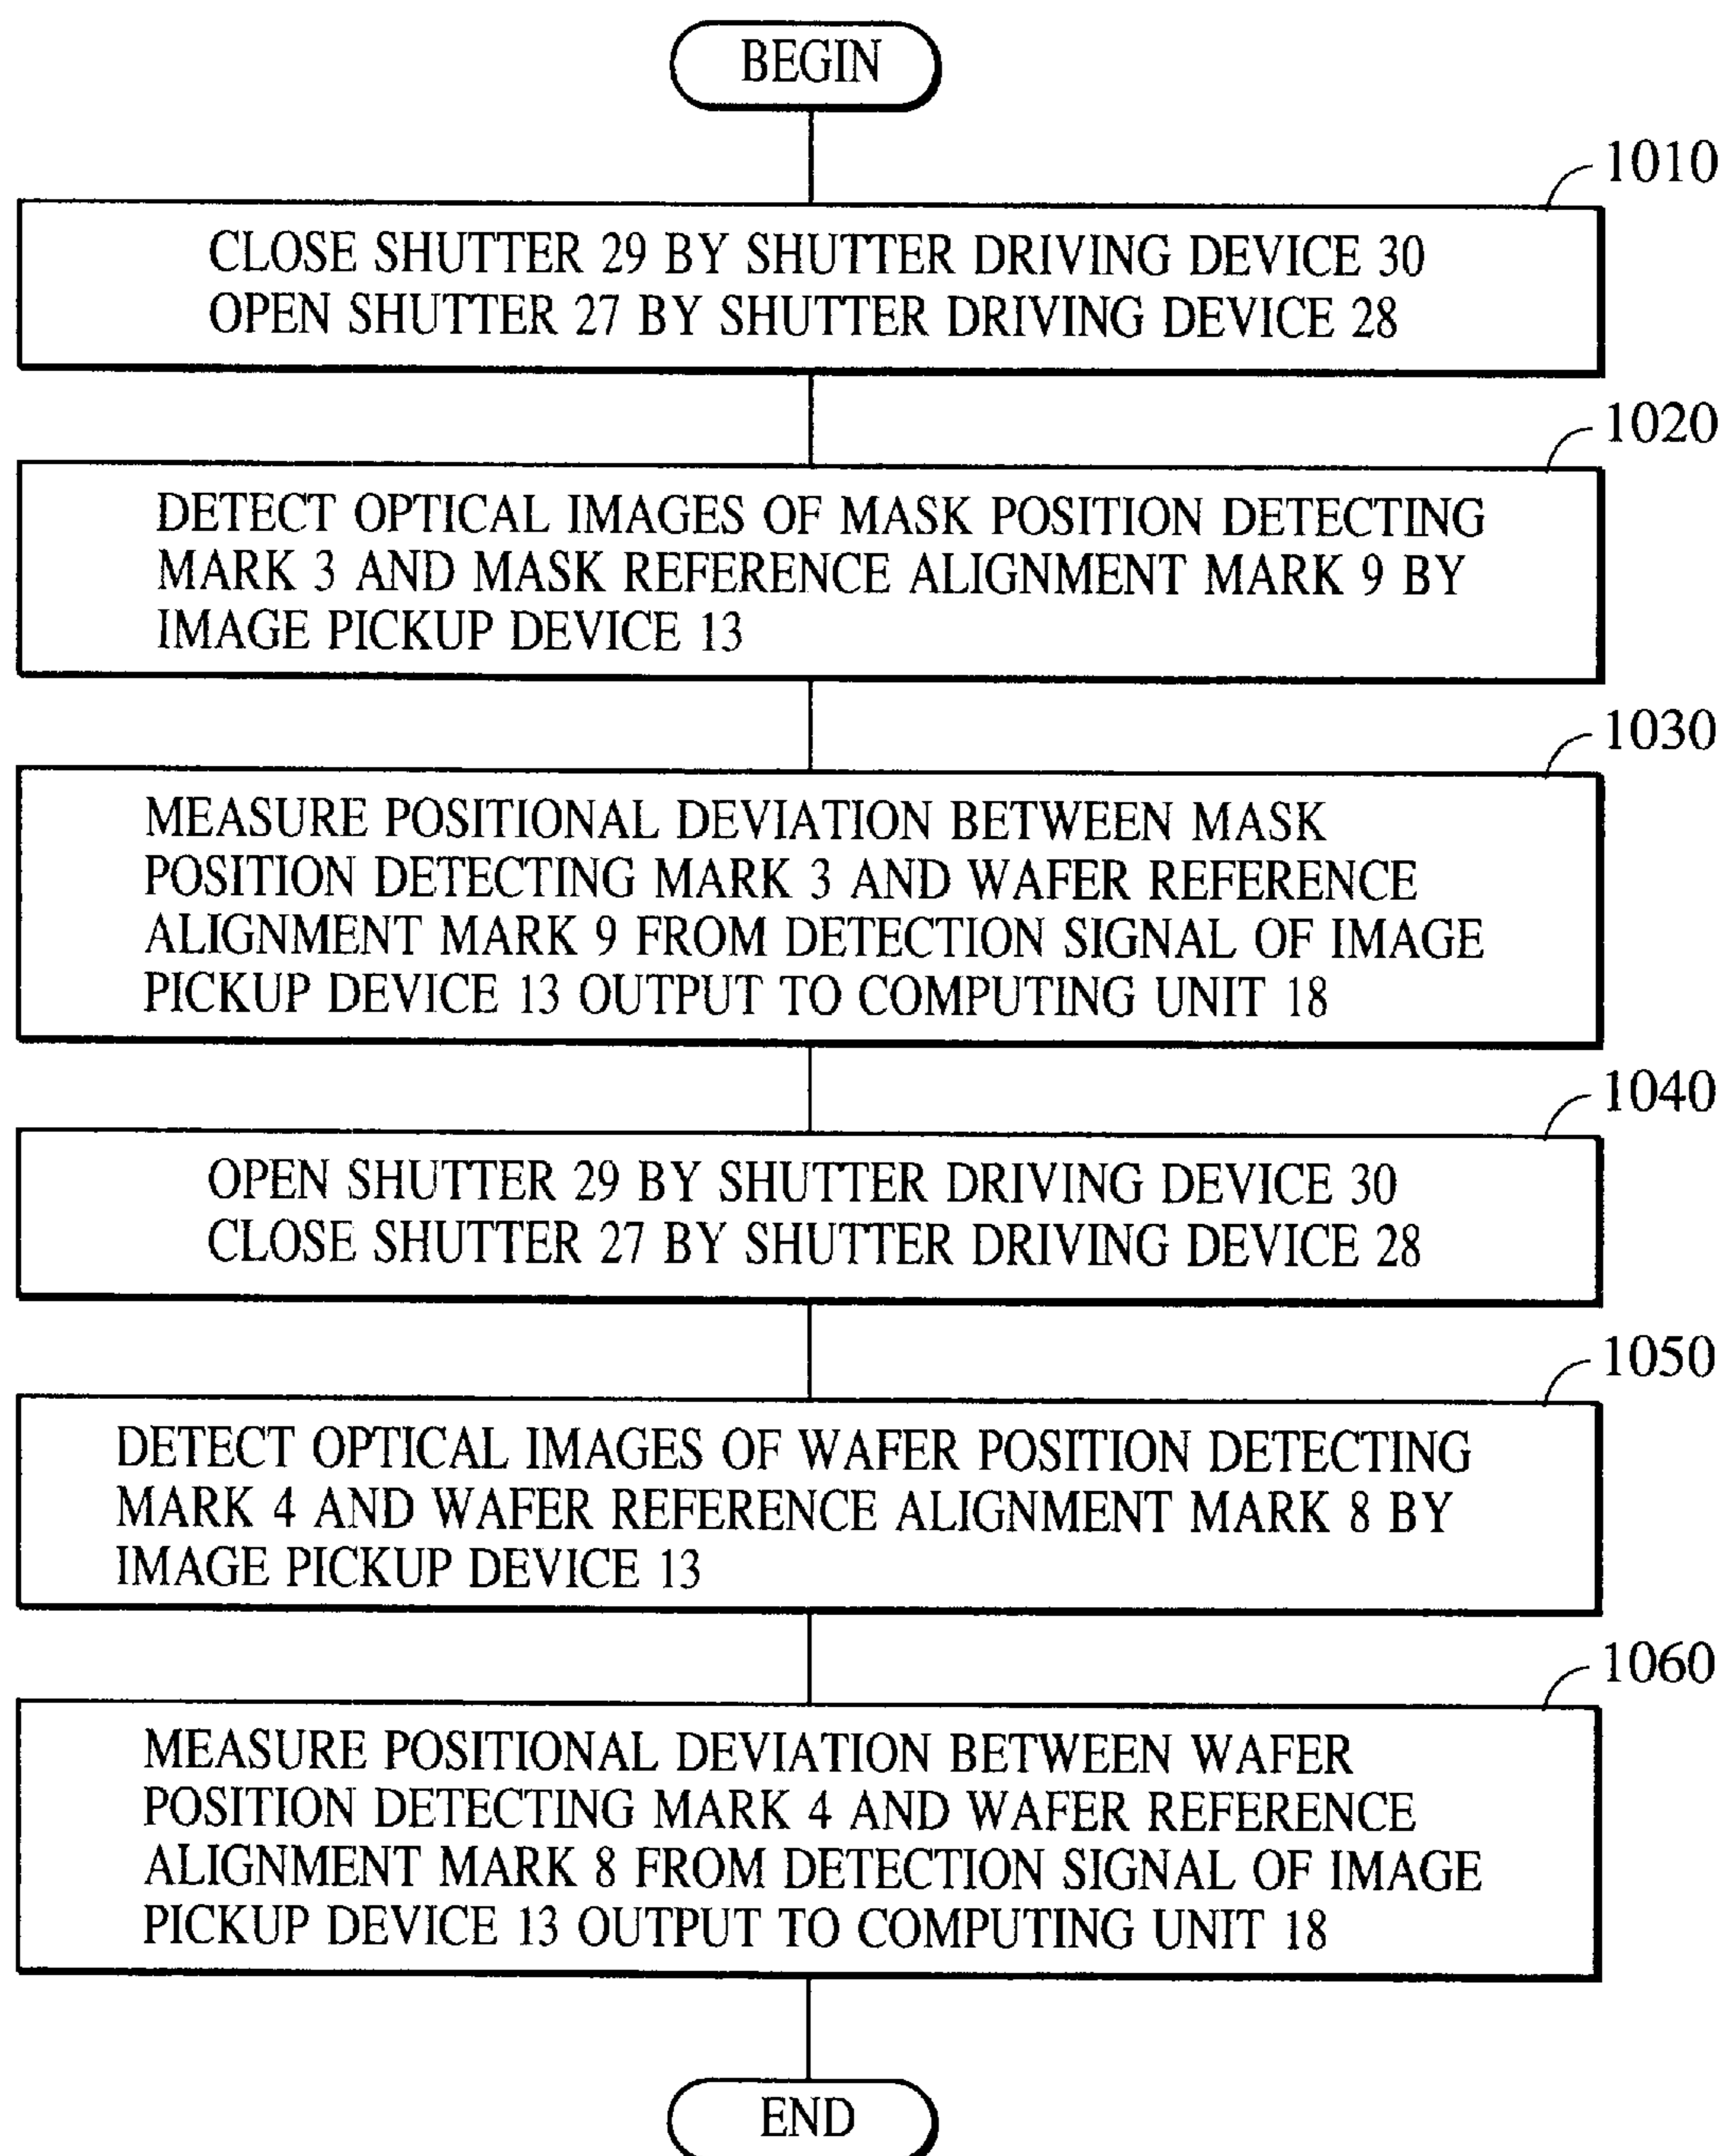 BEGIN
1010
CLOSE SHUTTER 29 BY SHUTTER DRIVING DEVICE 30
OPEN SHUTTER 27 BY SHUTTER DRIVING DEVICE 28
1020
DETECT OPTICAL IMAGES OF MASK POSITION DETECTING
MARK 3 AND MASK REFERENCE ALIGNMENT MARK 9 BY
IMAGE PICKUP DEVICE 13
1030
MEASURE POSITIONAL DEVIATION BETWEEN MASK
POSITION DETECTING MARK 3 AND WAFER REFERENCE
ALIGNMENT MARK 9 FROM DETECTION SIGNAL OF IMAGE
PICKUP DEVICE 13 OUTPUT TO COMPUTING UNIT 18
1040
OPEN SHUTTER 29 BY SHUTTER DRIVING DEVICE 30
CLOSE SHUTTER 27 BY SHUTTER DRIVING DEVICE 28
1050
DETECT OPTICAL IMAGES OF WAFER POSITION DETECTING
MARK 4 AND WAFER REFERENCE ALIGNMENT MARK 8 BY
IMAGE PICKUP DEVICE 13
1060
MEASURE POSITIONAL DEVIATION BETWEEN WAFER
POSITION DETECTING MARK 4 AND WAFER REFERENCE
ALIGNMENT MARK 8 FROM DETECTION SIGNAL OF IMAGE
PICKUP DEVICE 13 OUTPUT TO COMPUTING UNIT 18
END